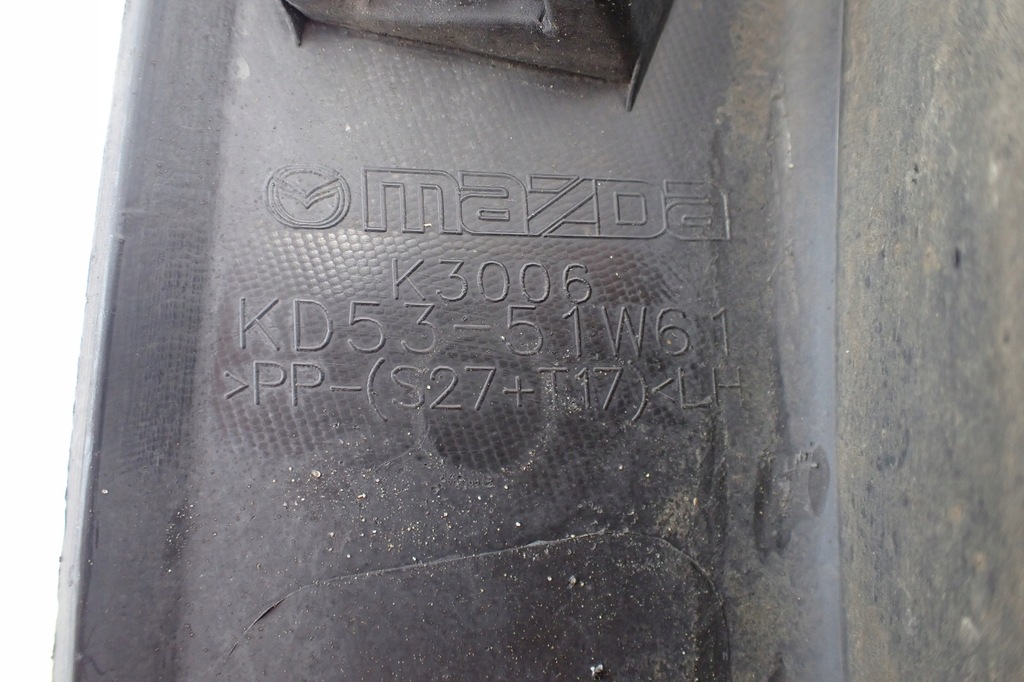 mazda
K3006
KD53-51W61
>PP-(S27+T17)<LH